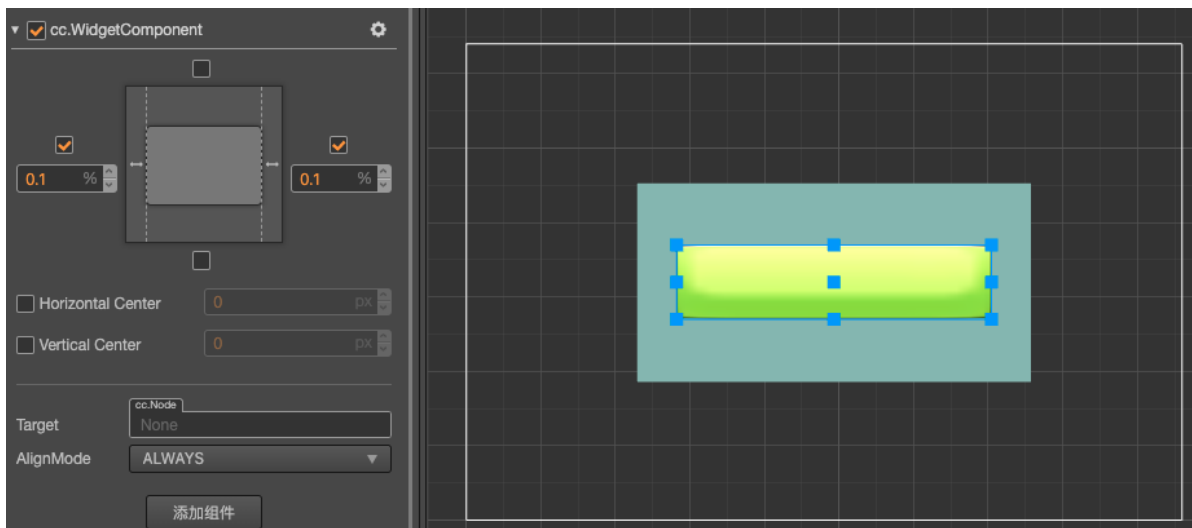 cc.WidgetComponent
0.1 %
0.1 %
Horizontal Center 0 px
Vertical Center 0 px
cc.Node
Target None
AlignMode ALWAYS
添加组件